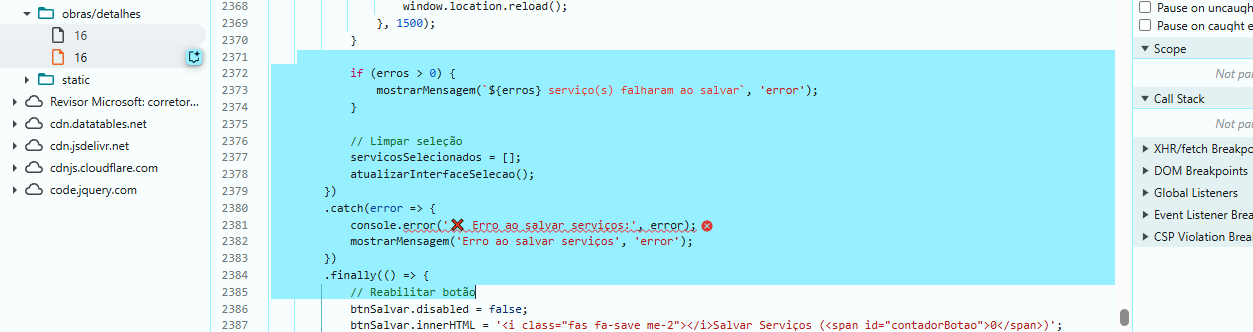 obras/detalhes
16
16
static
Revisor Microsoft: corretor...
cdn.datatables.net
cdn.jsdelivr.net
cdnjs.cloudflare.com
code.jquery.com
2368 window.location.reload();
2369 }, 1500);
2370 }
2371
2372 if (erros > 0) {
2373 mostrarMensagem(`${erros} serviço(s) falharam ao salvar`, 'error');
2374 }
2375
2376 // Limpar seleção
2377 servicosSelecionados = [];
2378 atualizarInterfaceSelecao();
2379 })
2380 .catch(error => {
2381 console.error('❌ Erro ao salvar serviços:', error);
2382 mostrarMensagem('Erro ao salvar serviços', 'error');
2383 })
2384 .finally(() => {
2385 // Reabilitar botão
2386 btnSalvar.disabled = false;
2387 btnSalvar.innerHTML = '<i class="fas fa-save me-2"></i>Salvar Serviços (<span id="contadorBotao">0</span>)';
Pause on uncaugh
Pause on caught e
Scope
Not pau
Call Stack
Not pau
XHR/fetch Breakpo
DOM Breakpoints
Global Listeners
Event Listener Brea
CSP Violation Breal